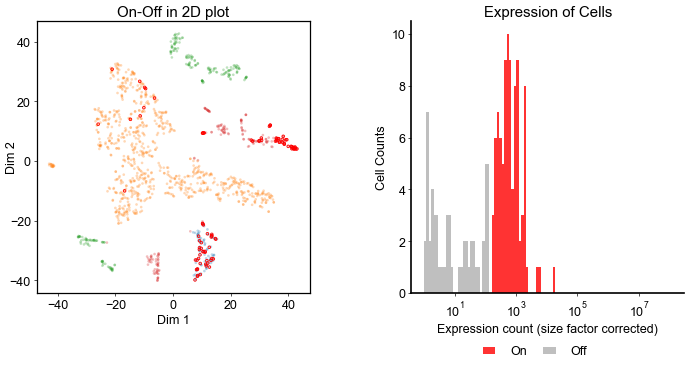 On-Off in 2D plot
40
20
0
−20
−40
Dim 2
−40 −20 0 20 40
Dim 1
Expression of Cells
10
8
6
4
2
0
Cell Counts
10^1 10^3 10^5 10^7
Expression count (size factor corrected)
On Off